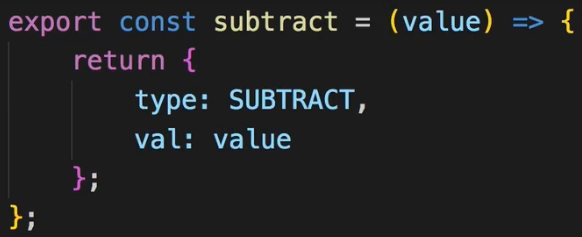 export const subtract = (value) => {
    return {
        type: SUBTRACT,
        val: value
    };
};